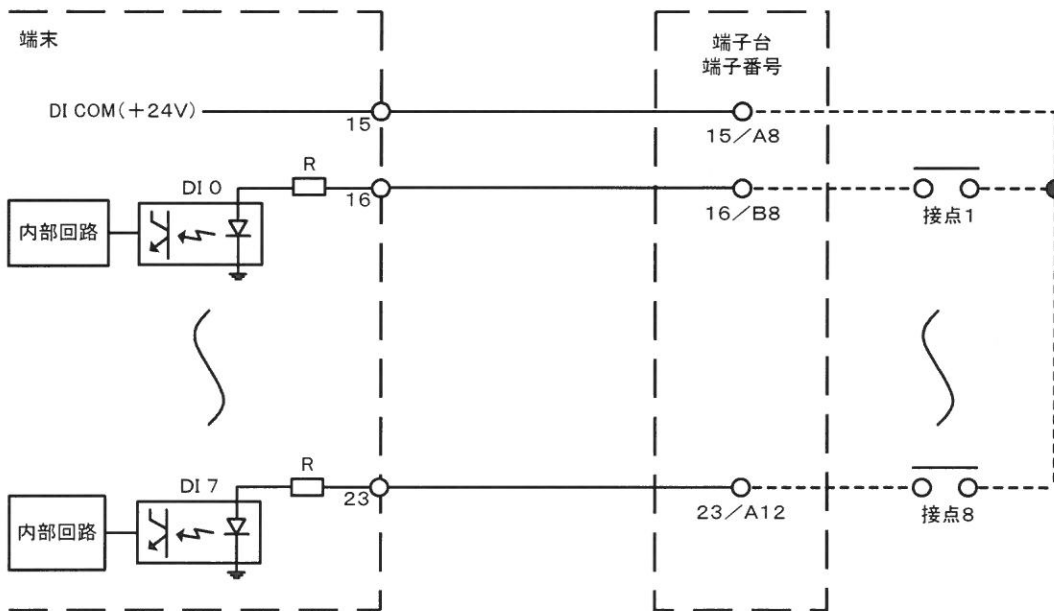 端末
端子台
端子番号
DI COM(+24V)
15
15/A8
R
DI 0
16
16/B8
接点1
内部回路
R
DI 7
23
23/A12
接点8
内部回路